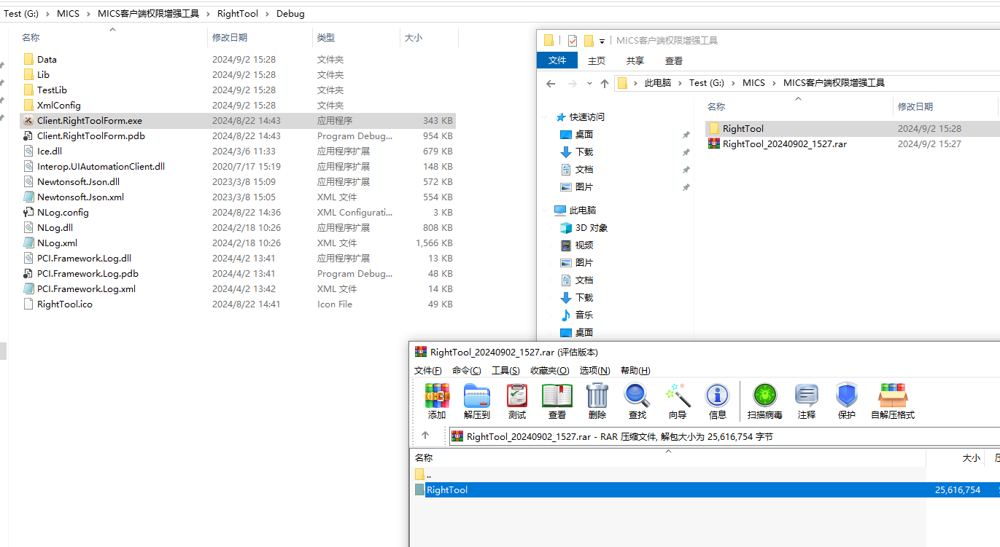 Test (G:) › MICS › MICS客户端权限增强工具 › RightTool › Debug
名称 修改日期 类型 大小
Data 2024/9/2 15:28 文件夹
Lib 2024/9/2 15:28 文件夹
TestLib 2024/9/2 15:28 文件夹
XmlConfig 2024/9/2 15:28 文件夹
Client.RightToolForm.exe 2024/8/22 14:43 应用程序 343 KB
Client.RightToolForm.pdb 2024/8/22 14:43 Program Debug... 954 KB
Ice.dll 2024/3/6 11:33 应用程序扩展 679 KB
Interop.UIAutomationClient.dll 2020/7/17 15:19 应用程序扩展 148 KB
Newtonsoft.Json.dll 2023/3/8 15:09 应用程序扩展 572 KB
Newtonsoft.Json.xml 2023/3/8 15:05 XML 文件 554 KB
NLog.config 2024/8/22 14:36 XML Configurati... 3 KB
NLog.dll 2024/2/18 10:26 应用程序扩展 808 KB
NLog.xml 2024/2/18 10:26 XML 文件 1,566 KB
PCI.Framework.Log.dll 2024/4/2 13:41 应用程序扩展 13 KB
PCI.Framework.Log.pdb 2024/4/2 13:41 Program Debug... 48 KB
PCI.Framework.Log.xml 2024/4/2 13:42 XML 文件 14 KB
RightTool.ico 2024/8/22 14:41 Icon File 49 KB
MICS客户端权限增强工具
文件 主页 共享 查看
此电脑 › Test (G:) › MICS › MICS客户端权限增强工具
快速访问
桌面
下载
文档
图片
此电脑
3D 对象
视频
图片
文档
下载
音乐
桌面
名称 修改日期
RightTool 2024/9/2 15:28
RightTool_20240902_1527.rar 2024/9/2 15:27
RightTool_20240902_1527.rar (评估版本)
文件(F) 命令(C) 工具(S) 收藏夹(O) 选项(N) 帮助(H)
添加 解压到 测试 查看 删除 查找 向导 信息 扫描病毒 注释 保护 自解压格式
RightTool_20240902_1527.rar - RAR 压缩文件, 解包大小为 25,616,754 字节
名称 大小
..
RightTool 25,616,754